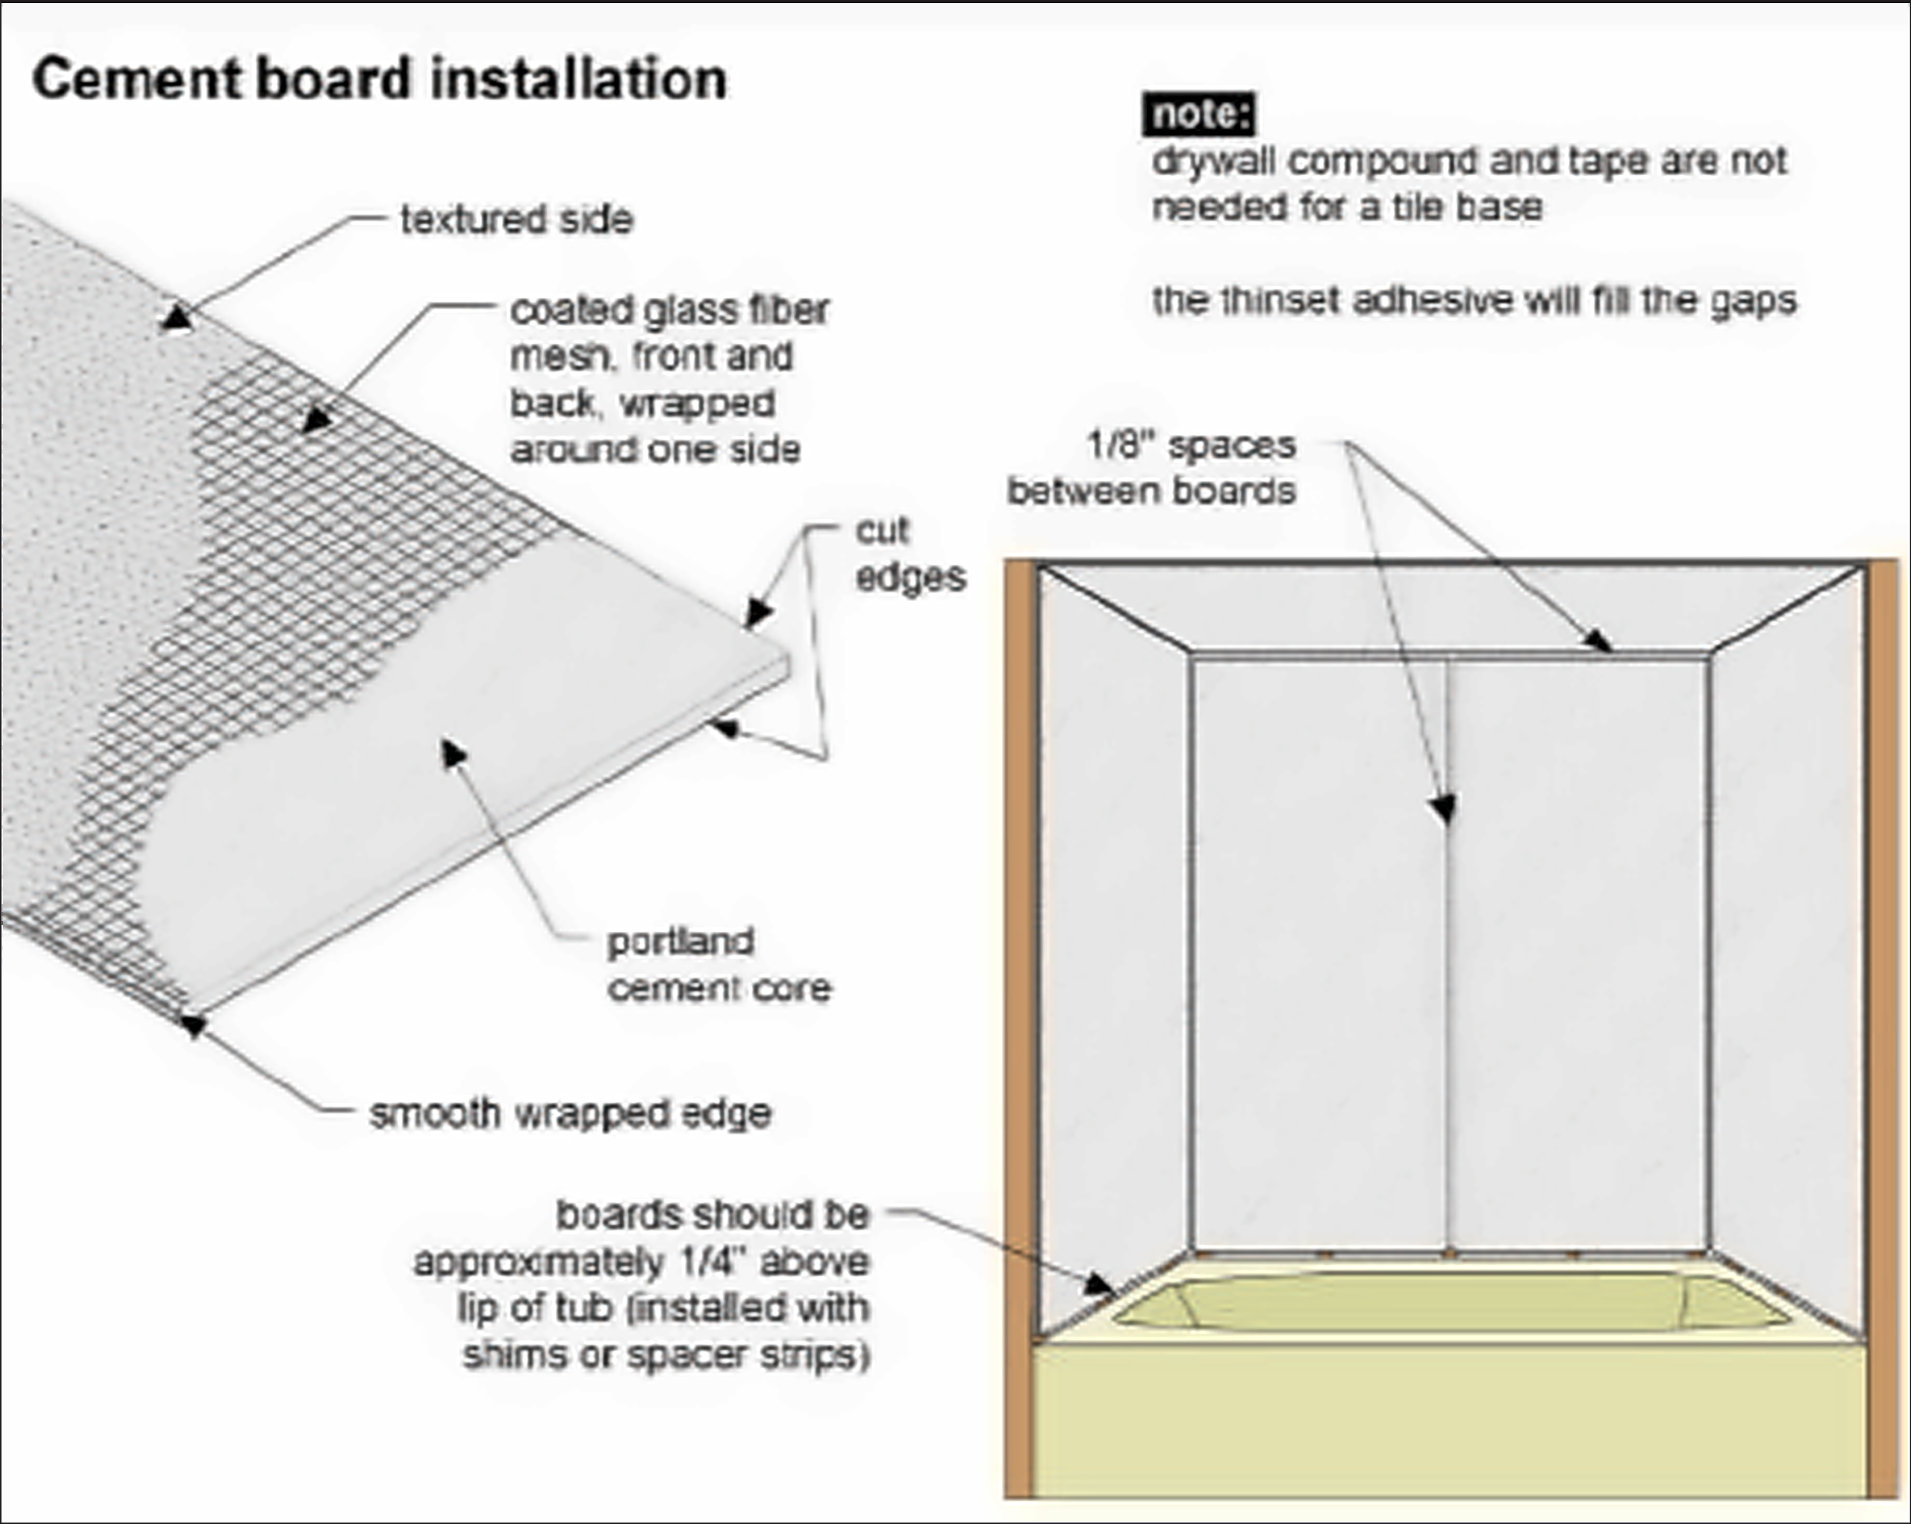 Cement board installation
note:
drywall compound and tape are not
needed for a tile base
the thinset adhesive will fill the gaps
textured side
coated glass fiber
mesh, front and
back, wrapped
around one side
1/8" spaces
between boards
cut
edges
portland
cement core
smooth wrapped edge
boards should be
approximately 1/4" above
lip of tub (installed with
shims or spacer strips)